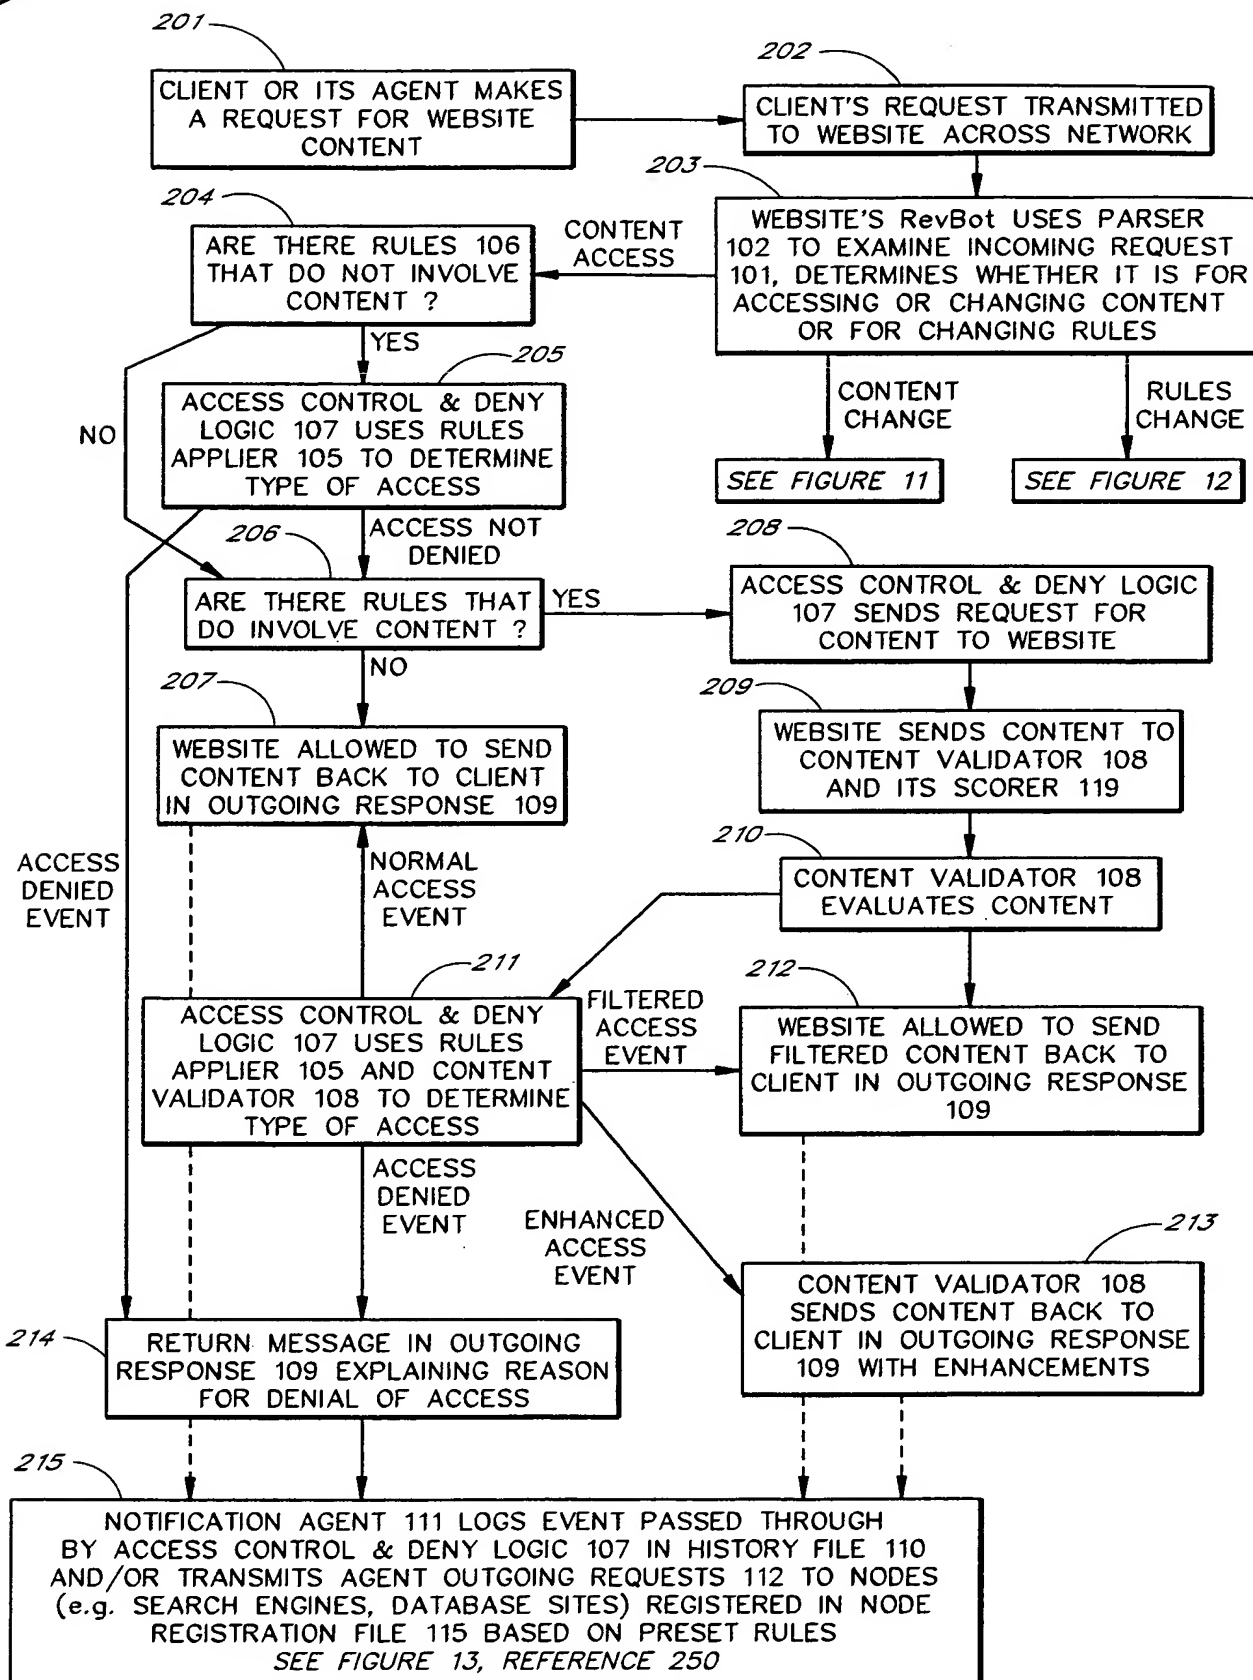 201
CLIENT OR ITS AGENT MAKES
A REQUEST FOR WEBSITE
CONTENT
202
CLIENT'S REQUEST TRANSMITTED
TO WEBSITE ACROSS NETWORK
203
WEBSITE'S RevBot USES PARSER
102 TO EXAMINE INCOMING REQUEST
101, DETERMINES WHETHER IT IS FOR
ACCESSING OR CHANGING CONTENT
OR FOR CHANGING RULES
CONTENT
ACCESS
204
ARE THERE RULES 106
THAT DO NOT INVOLVE
CONTENT ?
YES
NO
205
ACCESS CONTROL & DENY
LOGIC 107 USES RULES
APPLIER 105 TO DETERMINE
TYPE OF ACCESS
CONTENT
CHANGE
RULES
CHANGE
SEE FIGURE 11
SEE FIGURE 12
ACCESS NOT
DENIED
206
ARE THERE RULES THAT
DO INVOLVE CONTENT ?
YES
NO
208
ACCESS CONTROL & DENY LOGIC
107 SENDS REQUEST FOR
CONTENT TO WEBSITE
207
WEBSITE ALLOWED TO SEND
CONTENT BACK TO CLIENT
IN OUTGOING RESPONSE 109
209
WEBSITE SENDS CONTENT TO
CONTENT VALIDATOR 108
AND ITS SCORER 119
210
CONTENT VALIDATOR 108
EVALUATES CONTENT
ACCESS
DENIED
EVENT
NORMAL
ACCESS
EVENT
211
ACCESS CONTROL & DENY
LOGIC 107 USES RULES
APPLIER 105 AND CONTENT
VALIDATOR 108 TO DETERMINE
TYPE OF ACCESS
FILTERED
ACCESS
EVENT
212
WEBSITE ALLOWED TO SEND
FILTERED CONTENT BACK TO
CLIENT IN OUTGOING RESPONSE
109
ACCESS
DENIED
EVENT
ENHANCED
ACCESS
EVENT
213
CONTENT VALIDATOR 108
SENDS CONTENT BACK TO
CLIENT IN OUTGOING RESPONSE
109 WITH ENHANCEMENTS
214
RETURN MESSAGE IN OUTGOING
RESPONSE 109 EXPLAINING REASON
FOR DENIAL OF ACCESS
215
NOTIFICATION AGENT 111 LOGS EVENT PASSED THROUGH
BY ACCESS CONTROL & DENY LOGIC 107 IN HISTORY FILE 110
AND/OR TRANSMITS AGENT OUTGOING REQUESTS 112 TO NODES
(e.g. SEARCH ENGINES, DATABASE SITES) REGISTERED IN NODE
REGISTRATION FILE 115 BASED ON PRESET RULES
SEE FIGURE 13, REFERENCE 250